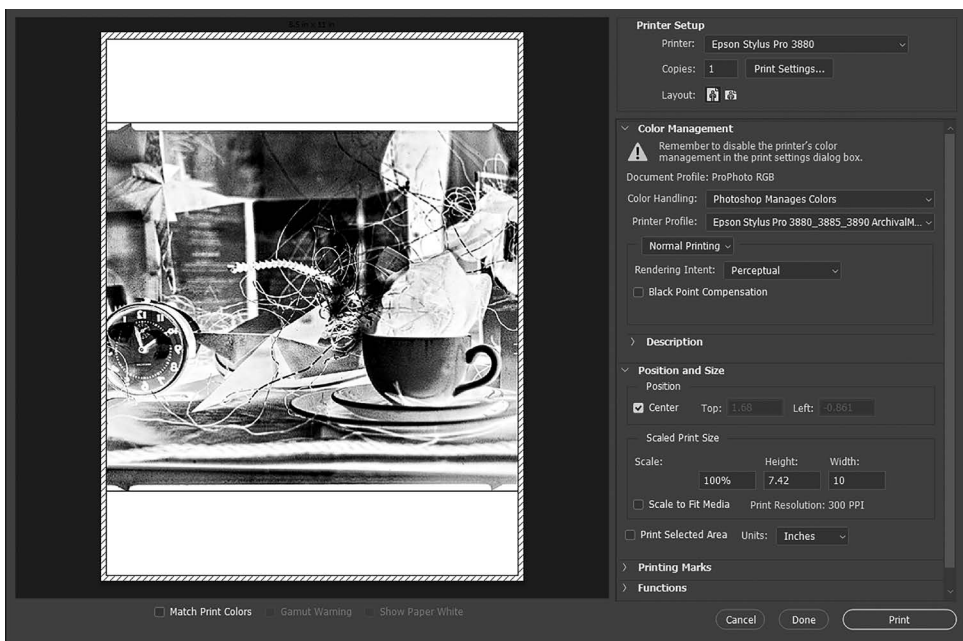 8.5 in x 11 in
Printer Setup
Printer: Epson Stylus Pro 3880
Copies: 1 Print Settings...
Layout:
Color Management
Remember to disable the printer's color
management in the print settings dialog box.
Document Profile: ProPhoto RGB
Color Handling: Photoshop Manages Colors
Printer Profile: Epson Stylus Pro 3880_3885_3890 ArchivalM...
Normal Printing
Rendering Intent: Perceptual
Black Point Compensation
Description
Position and Size
Position
Center Top: 1.68 Left: -0.861
Scaled Print Size
Scale: Height: Width:
100% 7.42 10
Scale to Fit Media Print Resolution: 300 PPI
Print Selected Area Units: Inches
Printing Marks
Functions
Match Print Colors Gamut Warning Show Paper White
Cancel Done Print